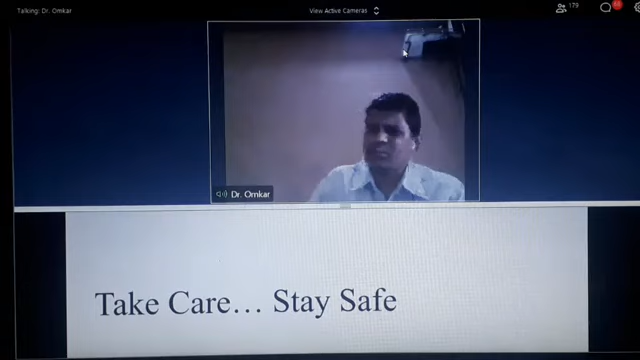 Talking: Dr. Omkar
View Active Cameras
179
Dr. Omkar
Take Care... Stay Safe